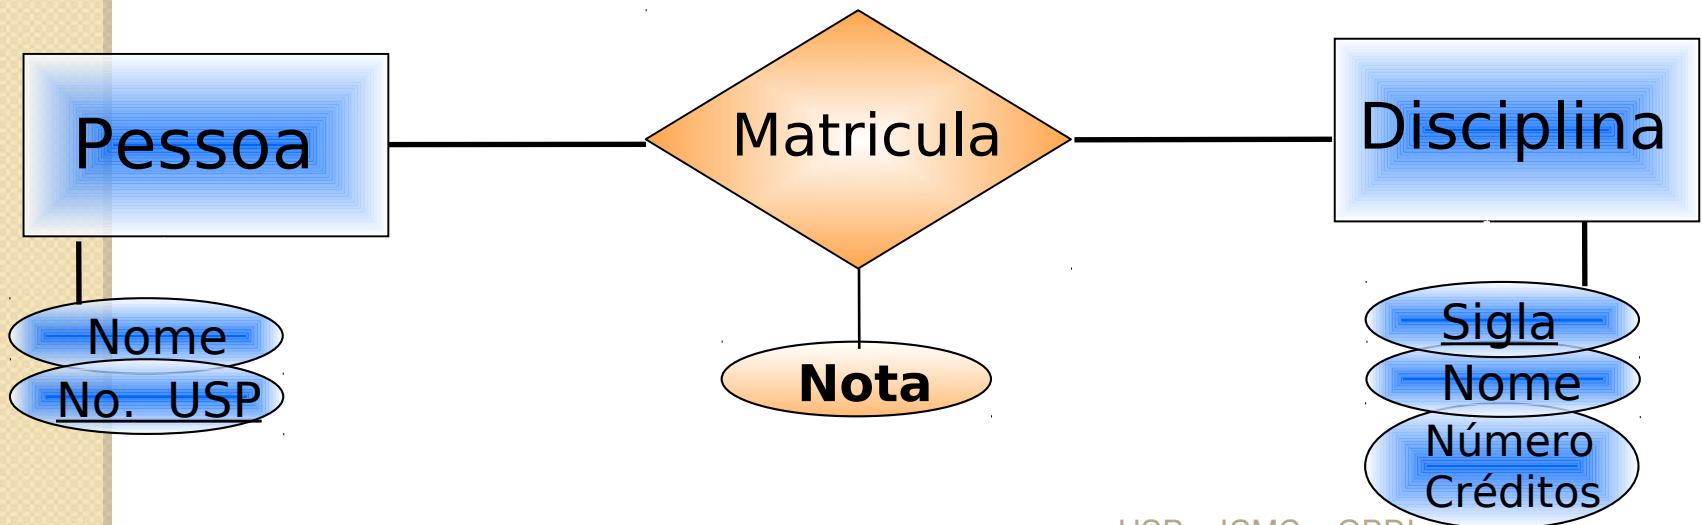 Pessoa
Matricula
Disciplina
Nome
No. USP
Nota
Sigla
Nome
Número
Créditos